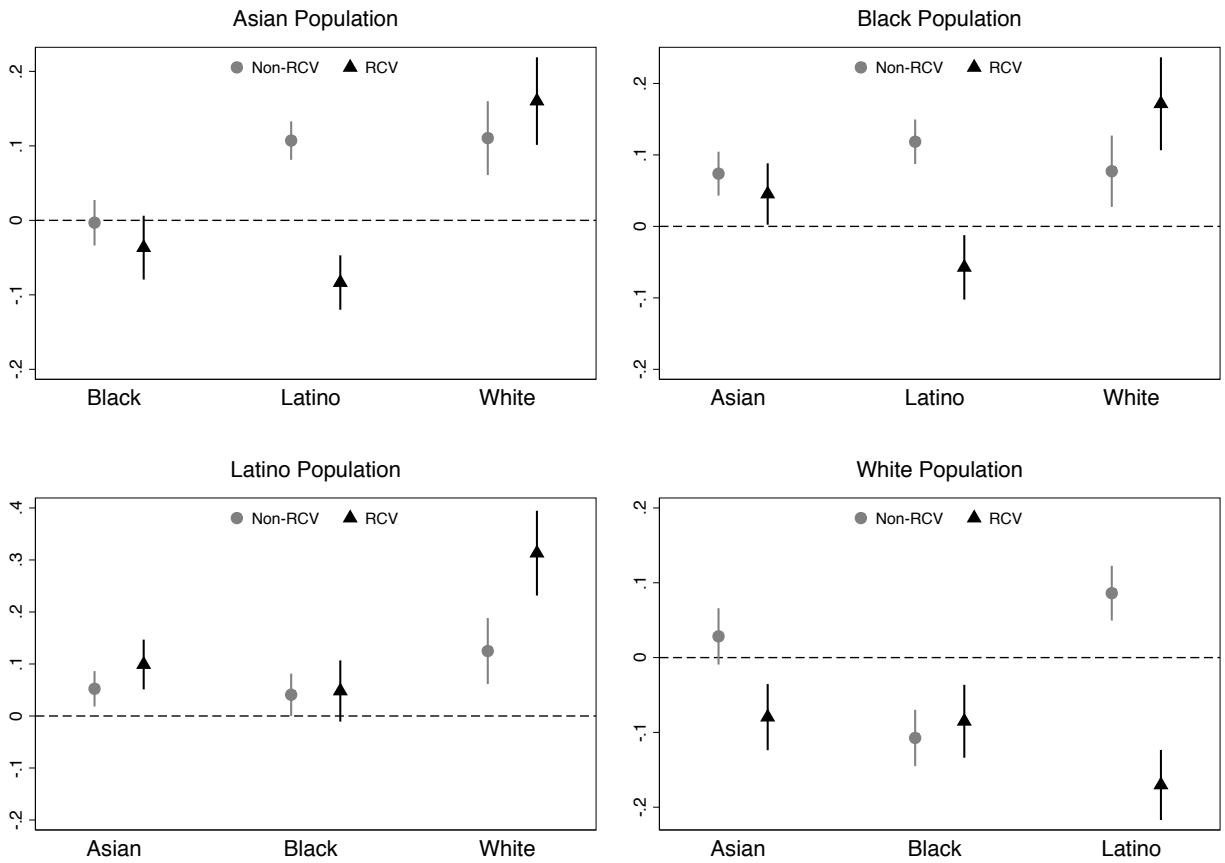 Asian Population
Non-RCV RCV
.2
.1
0
-.1
-.2
Black Latino White
Black Population
Non-RCV RCV
.2
.1
0
-.1
-.2
Asian Latino White
Latino Population
Non-RCV RCV
.4
.3
.2
.1
0
-.1
-.2
Asian Black White
White Population
Non-RCV RCV
.2
.1
0
-.1
-.2
Asian Black Latino